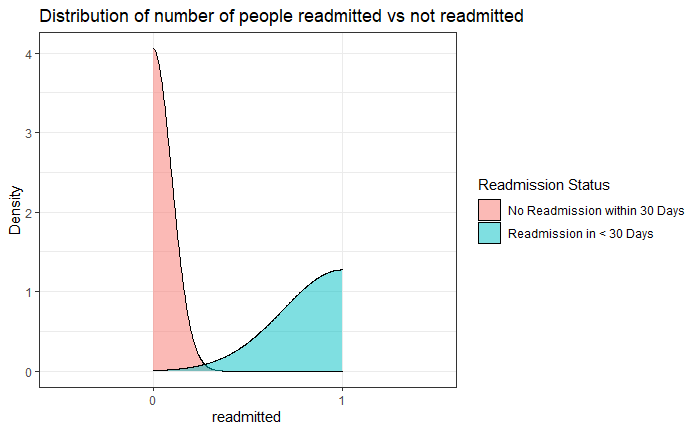 Distribution of number of people readmitted vs not readmitted
4
3
2
1
0
Density
0 1
readmitted
Readmission Status
No Readmission within 30 Days
Readmission in < 30 Days